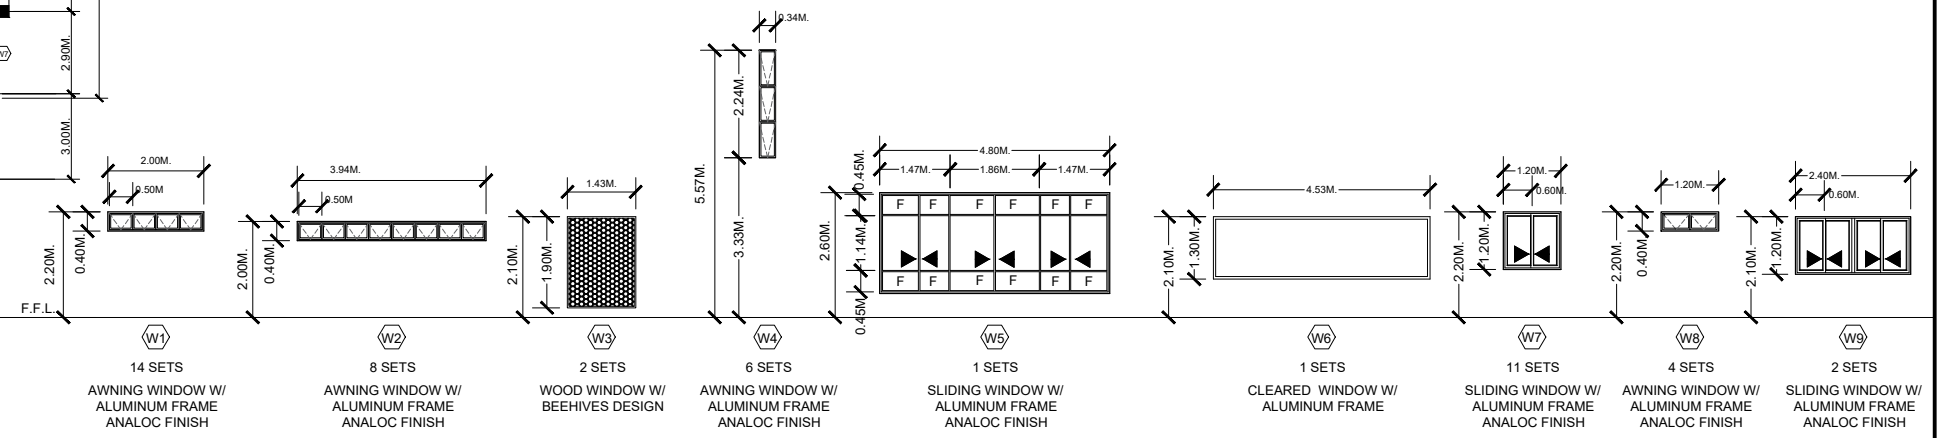 W7
2.90M.
3.00M.
2.00M.
0.50M
2.20M.
0.40M.
F.F.L.
W1
14 SETS
AWNING WINDOW W/
ALUMINUM FRAME
ANALOC FINISH
3.94M.
0.50M
2.00M.
0.40M.
W2
8 SETS
AWNING WINDOW W/
ALUMINUM FRAME
ANALOC FINISH
1.43M.
2.10M.
1.90M.
W3
2 SETS
WOOD WINDOW W/
BEEHIVES DESIGN
0.34M.
5.57M.
2.24M.
3.33M.
W4
6 SETS
AWNING WINDOW W/
ALUMINUM FRAME
ANALOC FINISH
4.80M.
1.47M. 1.86M. 1.47M.
0.45M.
2.60M.
1.14M.
0.45M.
F F F F F F
F F F F F F
W5
1 SETS
SLIDING WINDOW W/
ALUMINUM FRAME
ANALOC FINISH
4.53M.
2.10M.
1.30M.
W6
1 SETS
CLEARED WINDOW W/
ALUMINUM FRAME
1.20M.
0.60M.
2.20M.
1.20M.
W7
11 SETS
SLIDING WINDOW W/
ALUMINUM FRAME
ANALOC FINISH
1.20M.
2.20M.
0.40M.
W8
4 SETS
AWNING WINDOW W/
ALUMINUM FRAME
ANALOC FINISH
2.40M.
0.60M.
2.10M.
1.20M.
W9
2 SETS
SLIDING WINDOW W/
ALUMINUM FRAME
ANALOC FINISH